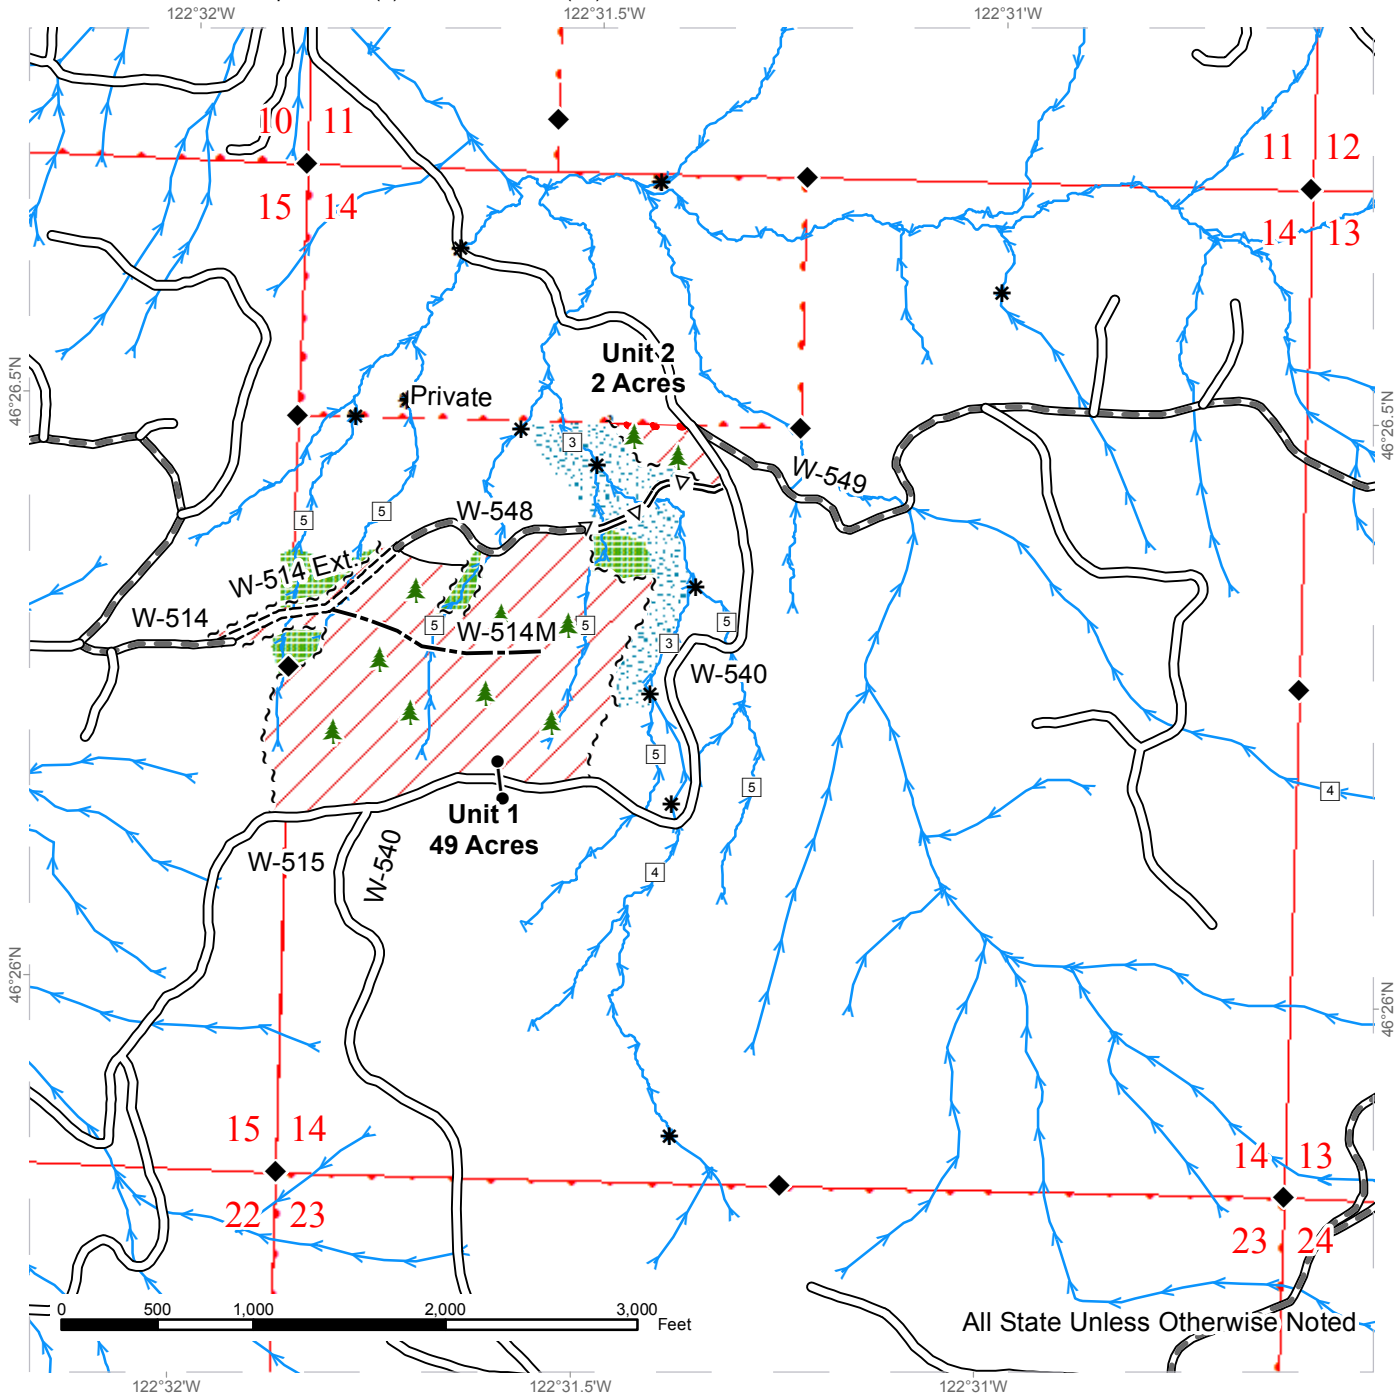 122°32'W 122°31.5'W 122°31'W
10 11
11 12
15 14
14 13
46°26.5'N
46°26.5'N
Unit 2
2 Acres
Private
3
W-549
5
5
W-548
W-514 Ext.
W-514
5
W-514M
5
5
3
W-540
5
5
4
Unit 1
49 Acres
W-515
W-540
4
46°26'N
46°26'N
15 14
14 13
22 23
23 24
0 500 1,000 2,000 3,000
Feet
All State Unless Otherwise Noted
122°32'W 122°31.5'W 122°31'W